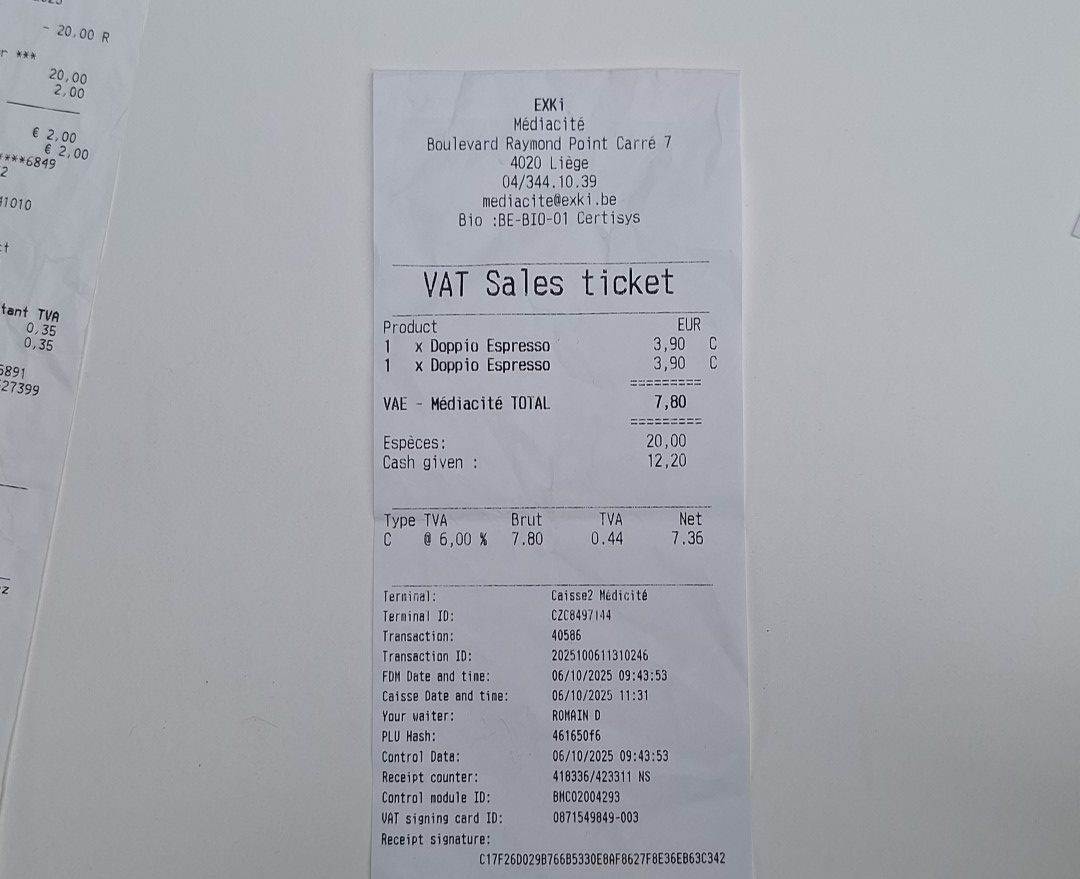 - 20,00 R
***
20,00
2,00
€ 2,00
€ 2,00
****6849
41010
tant TVA
0,35
0,35
6891
27399
EXKi
Médiacité
Boulevard Raymond Point Carré 7
4020 Liège
04/344.10.39
mediacite@exki.be
Bio :BE-BIO-01 Certisys
VAT Sales ticket
Product EUR
1 x Doppio Espresso 3,90 C
1 x Doppio Espresso 3,90 C
=========
VAE - Médiacité TOTAL 7,80
=========
Espèces: 20,00
Cash given : 12,20
Type TVA Brut TVA Net
C @ 6,00 % 7.80 0.44 7.36
Terminal: Caisse2 Médicité
Terminal ID: CZC8497144
Transaction: 40586
Transaction ID: 2025100611310246
FDM Date and time: 06/10/2025 09:43:53
Caisse Date and time: 06/10/2025 11:31
Your waiter: ROMAIN D
PLU Hash: 461650f6
Control Data: 06/10/2025 09:43:53
Receipt counter: 418336/423311 NS
Control module ID: BMC02004293
VAT signing card ID: 0871549849-003
Receipt signature:
C17F26D029B766B5330E8AF8627F8E36EB63C342